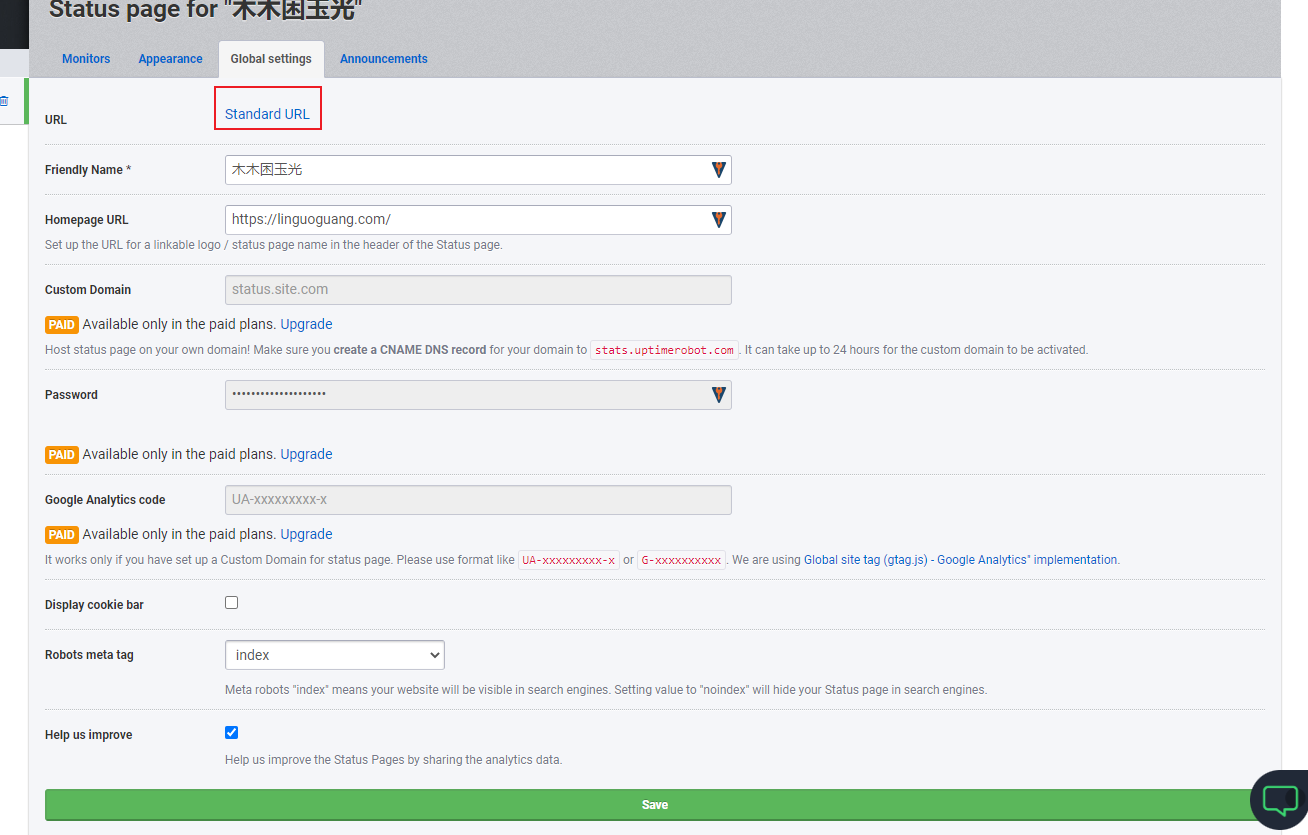 Status page for "木木困玉光"
Monitors Appearance Global settings Announcements
URL Standard URL
Friendly Name * 木木困玉光
Homepage URL https://linguoguang.com/
Set up the URL for a linkable logo / status page name in the header of the Status page.
Custom Domain status.site.com
PAID Available only in the paid plans. Upgrade
Host status page on your own domain! Make sure you create a CNAME DNS record for your domain to stats.uptimerobot.com. It can take up to 24 hours for the custom domain to be activated.
Password ••••••••••••••••••••
PAID Available only in the paid plans. Upgrade
Google Analytics code UA-xxxxxxxxx-x
PAID Available only in the paid plans. Upgrade
It works only if you have set up a Custom Domain for status page. Please use format like UA-xxxxxxxxx-x or G-xxxxxxxxxx. We are using Global site tag (gtag.js) - Google Analytics" implementation.
Display cookie bar
Robots meta tag index
Meta robots "index" means your website will be visible in search engines. Setting value to "noindex" will hide your Status page in search engines.
Help us improve
Help us improve the Status Pages by sharing the analytics data.
Save